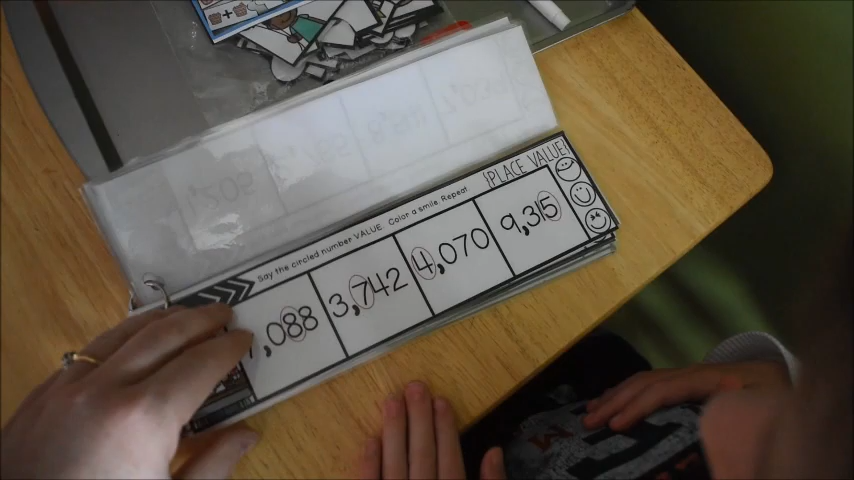 {PLACE VALUE}
Say the circled number VALUE. Color a smile. Repeat.
,088
3,742
4,070
9,315